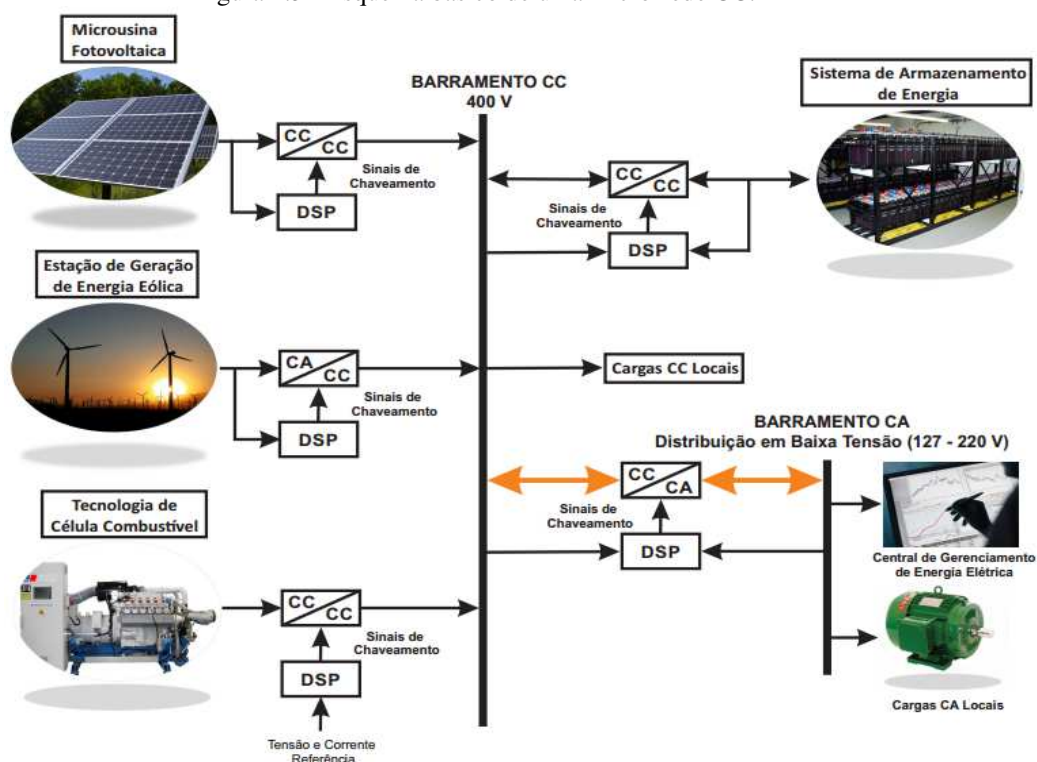 Microusina
Fotovoltaica
CC
CC
Sinais de
Chaveamento
DSP
Estação de Geração
de Energia Eólica
CA
CC
Sinais de
Chaveamento
DSP
Tecnologia de
Célula Combustível
CC
CC
Sinais de
Chaveamento
DSP
Tensão e Corrente
Referência
BARRAMENTO CC
400 V
Sistema de Armazenamento
de Energia
CC
CC
Sinais de
Chaveamento
DSP
Cargas CC Locais
BARRAMENTO CA
Distribuição em Baixa Tensão (127 - 220 V)
CC
CA
Sinais de
Chaveamento
DSP
Central de Gerenciamento
de Energia Elétrica
Cargas CA Locais